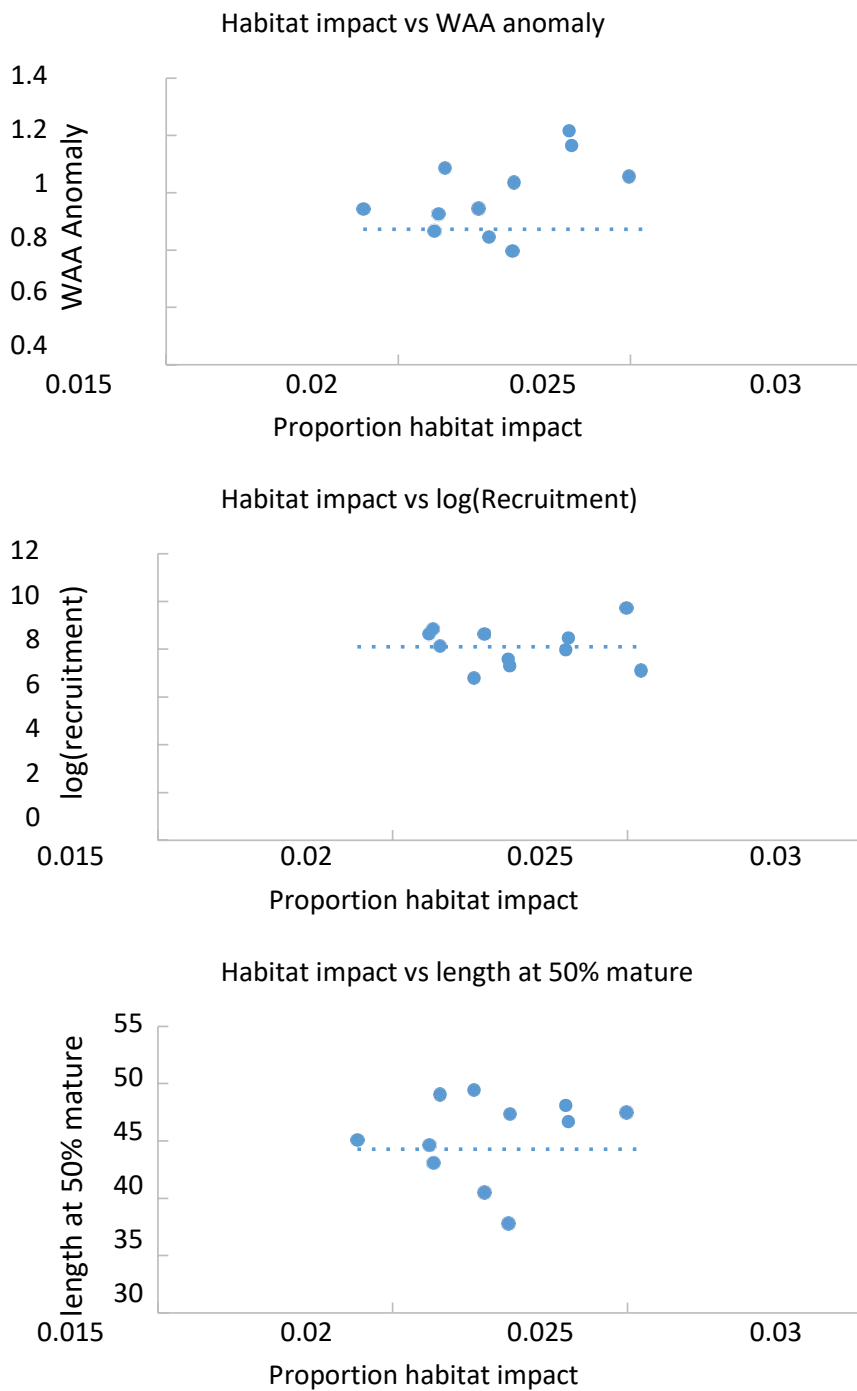 Habitat impact vs WAA anomaly
1.4
1.2
1
0.8
0.6
0.4
WAA Anomaly
0.015 0.02 0.025 0.03
Proportion habitat impact
Habitat impact vs log(Recruitment)
12
10
8
6
4
2
0
log(recruitment)
0.015 0.02 0.025 0.03
Proportion habitat impact
Habitat impact vs length at 50% mature
55
50
45
40
35
30
length at 50% mature
0.015 0.02 0.025 0.03
Proportion habitat impact